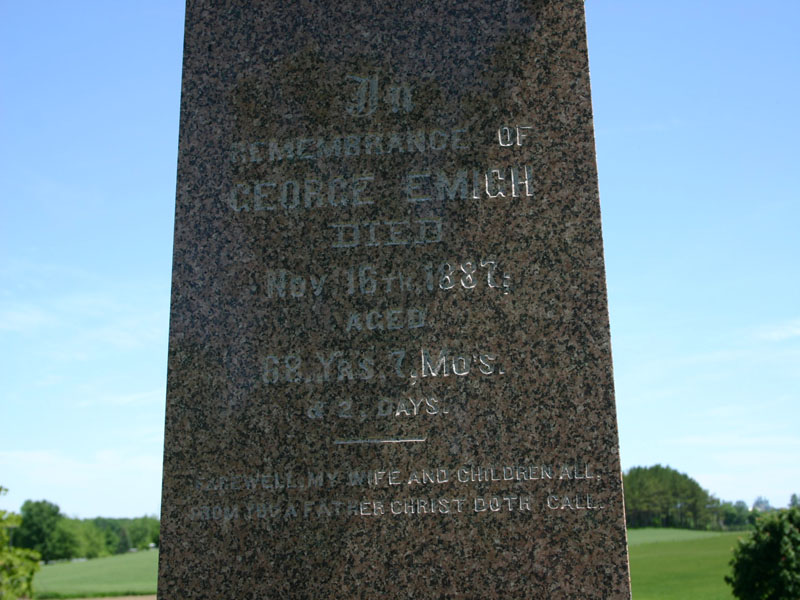 In
REMEMBRANCE OF
GEORGE EMIGH
DIED
Nov. 16TH, 1887,
AGED
YRS. 7, MO'S.
& 2, DAYS.
FAREWELL, MY WIFE AND CHILDREN ALL,
FROM YOU A FATHER CHRIST DOTH CALL.